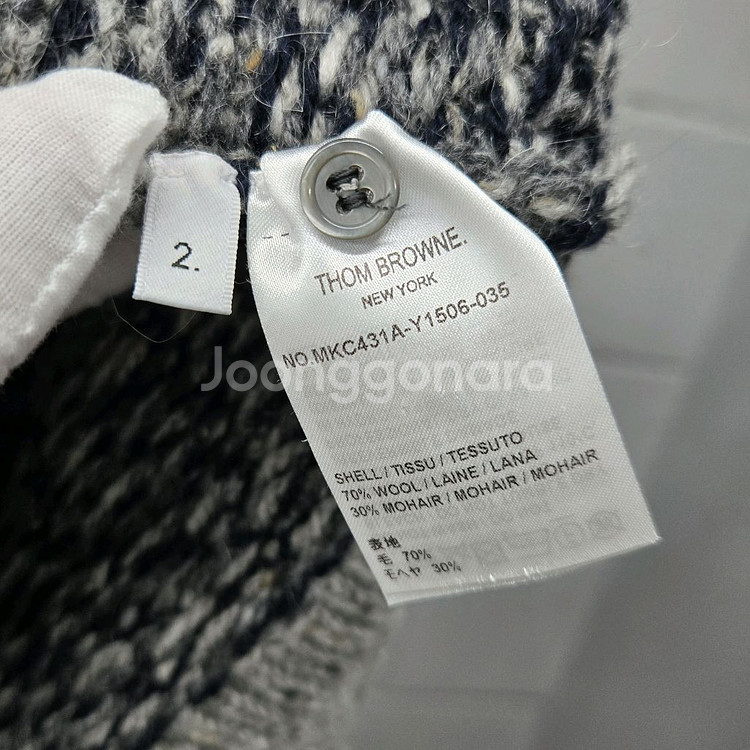 2.
THOM BROWNE.
NEW YORK
NO.MKC431A-Y1506-035
Joonggonara
SHELL / TISSU / TESSUTO
70% WOOL / LAINE / LANA
30% MOHAIR / MOHAIR / MOHAIR
表地
毛 70%
モヘヤ 30%